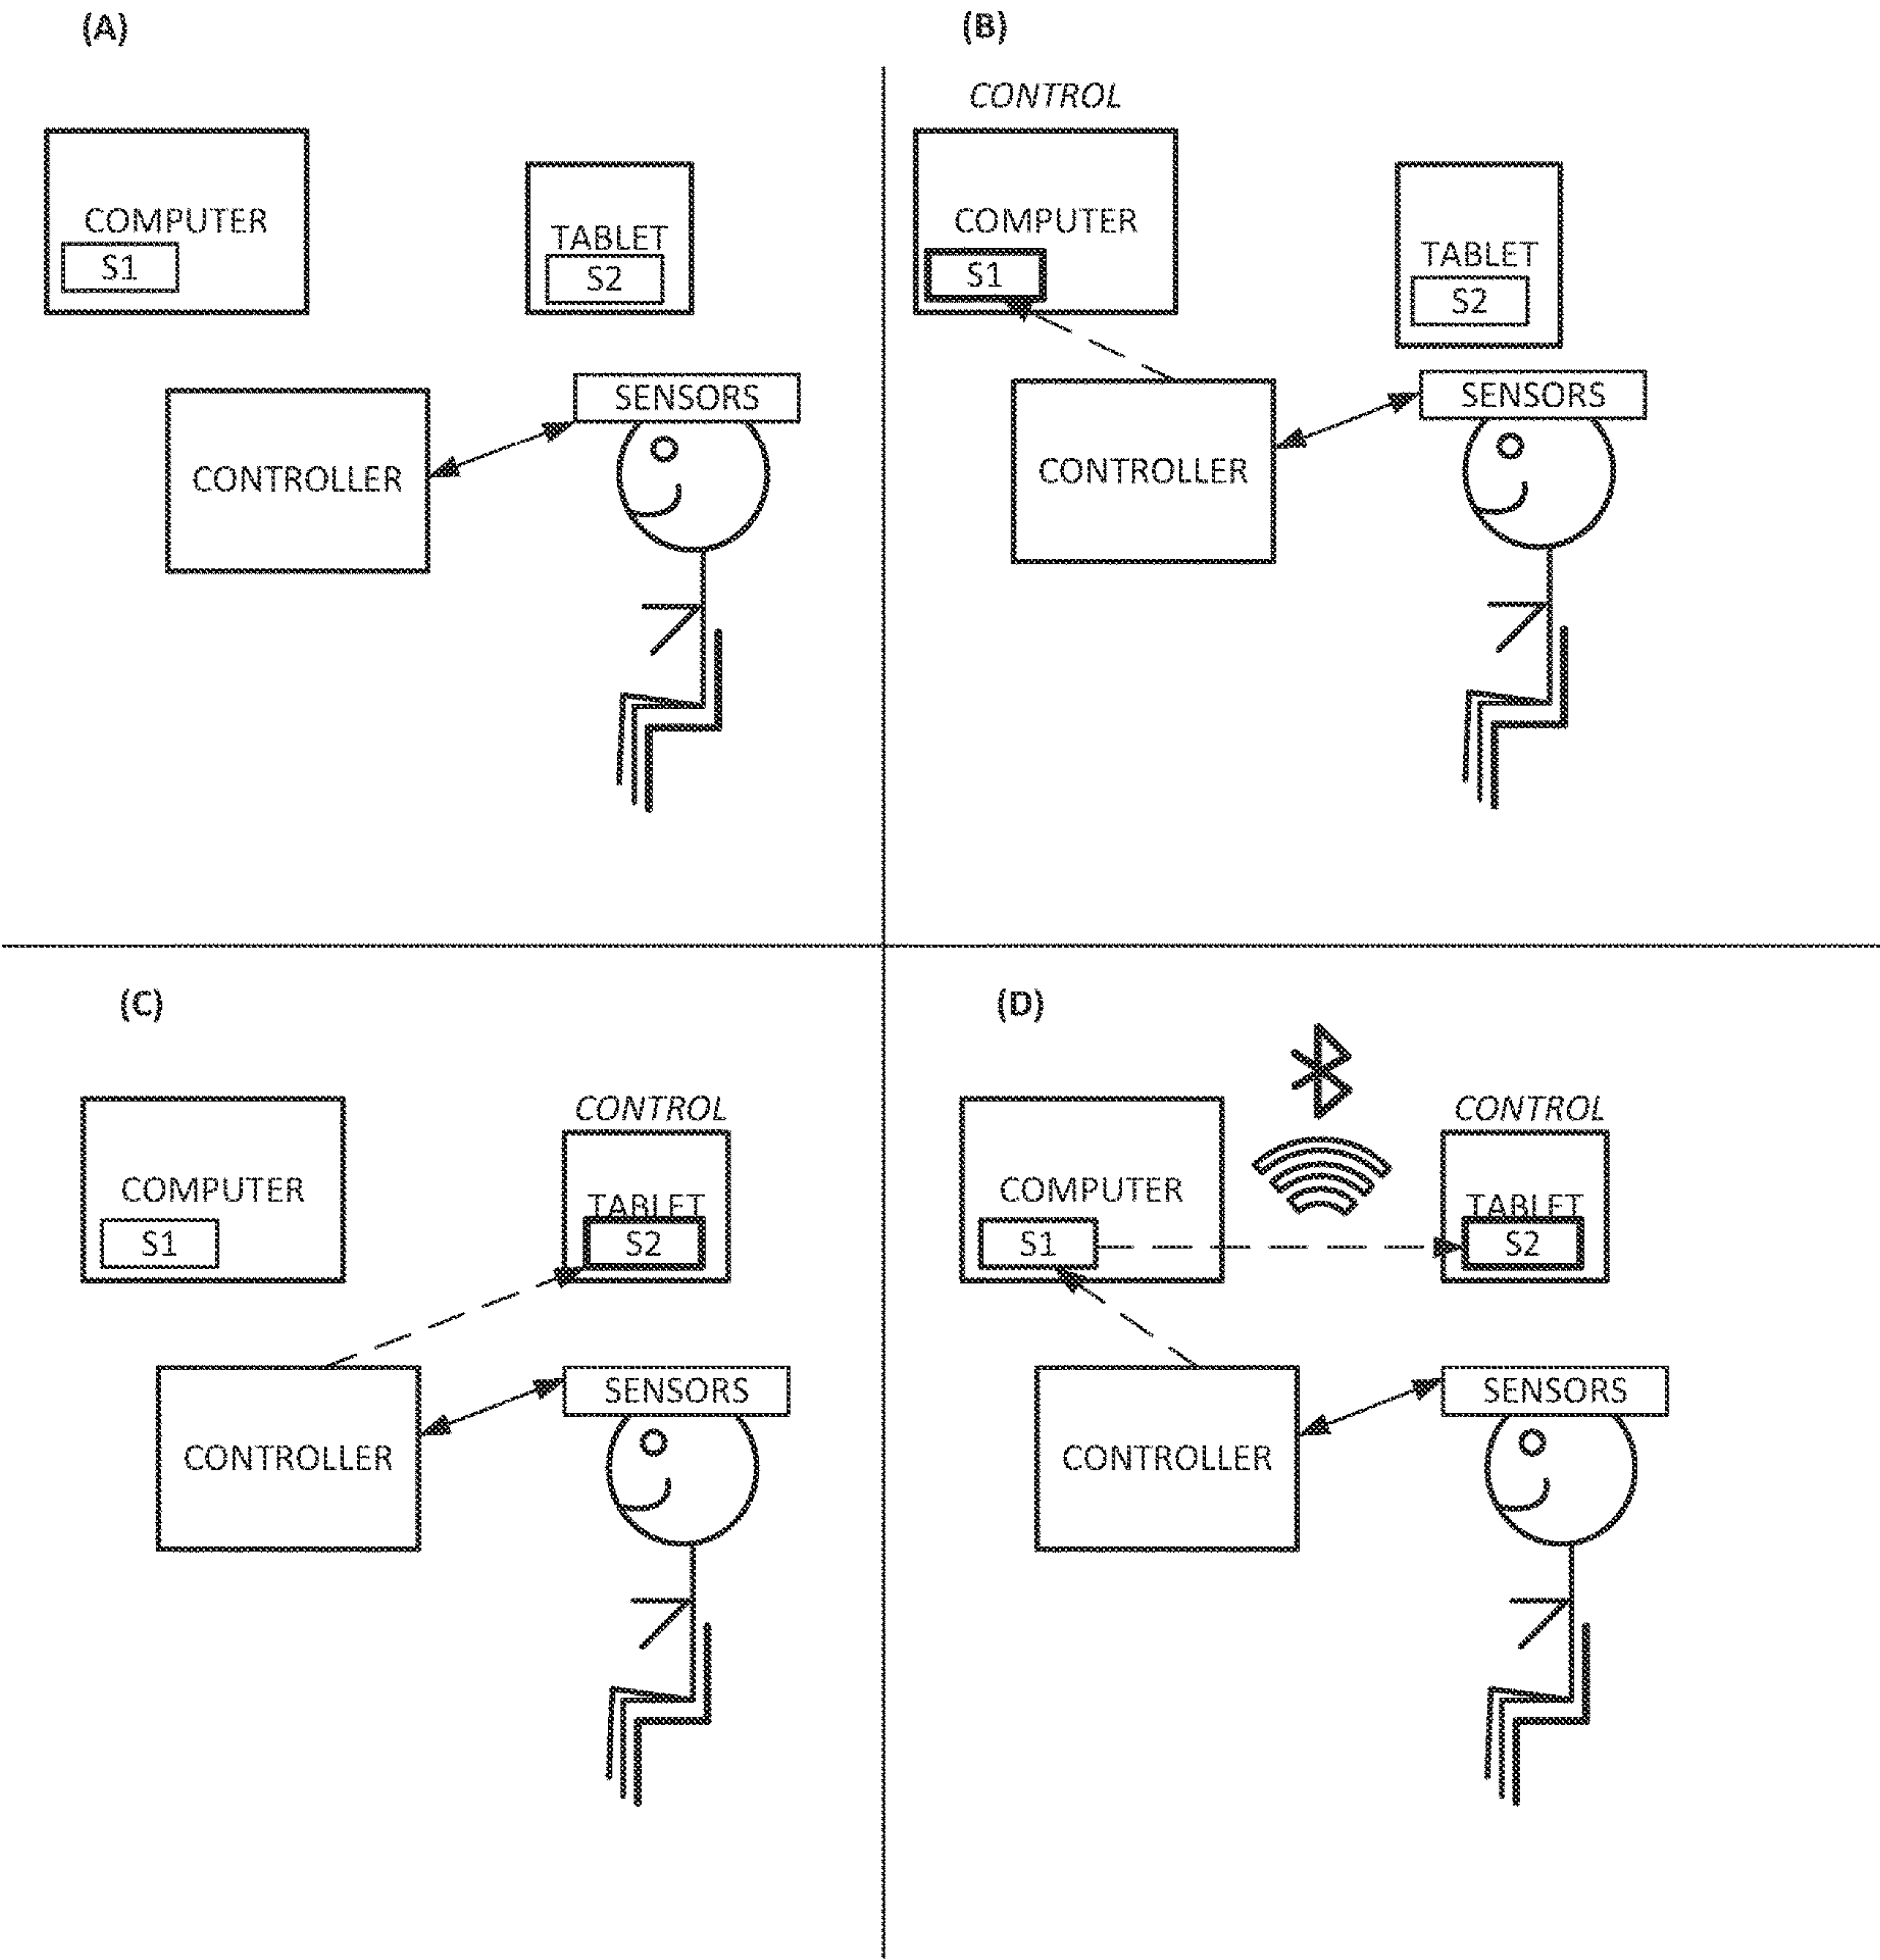 (A)
COMPUTER
S1
TABLET
S2
SENSORS
CONTROLLER
(B)
CONTROL
COMPUTER
S1
TABLET
S2
SENSORS
CONTROLLER
(C)
CONTROL
COMPUTER
TABLET
S1
S2
SENSORS
CONTROLLER
(D)
CONTROL
COMPUTER
TABLET
S1
S2
SENSORS
CONTROLLER